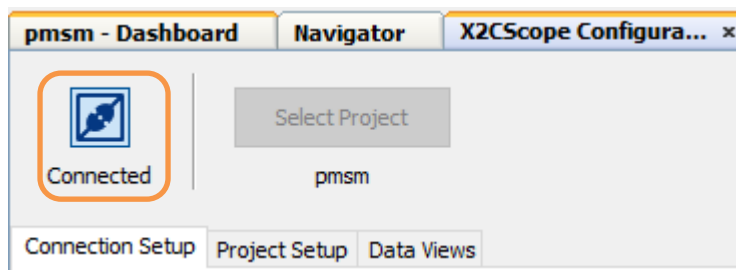 pmsm - Dashboard Navigator X2CScope Configura... ×
Select Project
Connected pmsm
Connection Setup Project Setup Data Views